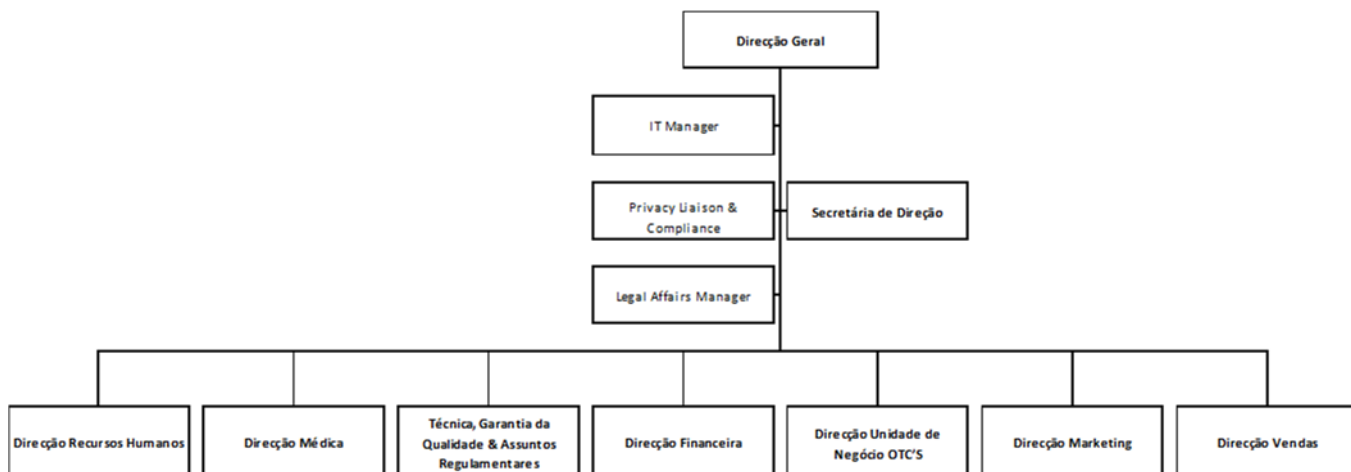 Direcção Geral
IT Manager
Privacy Liaison &
Compliance
Secretária de Direção
Legal Affairs Manager
Direcção Recursos Humanos
Direcção Médica
Técnica, Garantia da
Qualidade & Assuntos
Regulamentares
Direcção Financeira
Direcção Unidade de
Negócio OTC'S
Direcção Marketing
Direcção Vendas